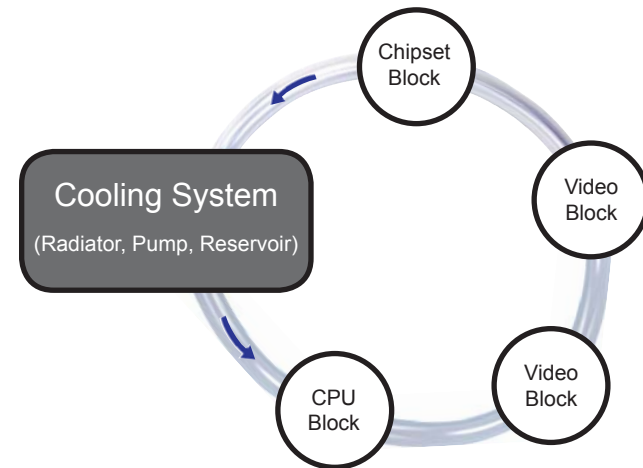 Chipset
Block
Cooling System
(Radiator, Pump, Reservoir)
Video
Block
Video
Block
CPU
Block